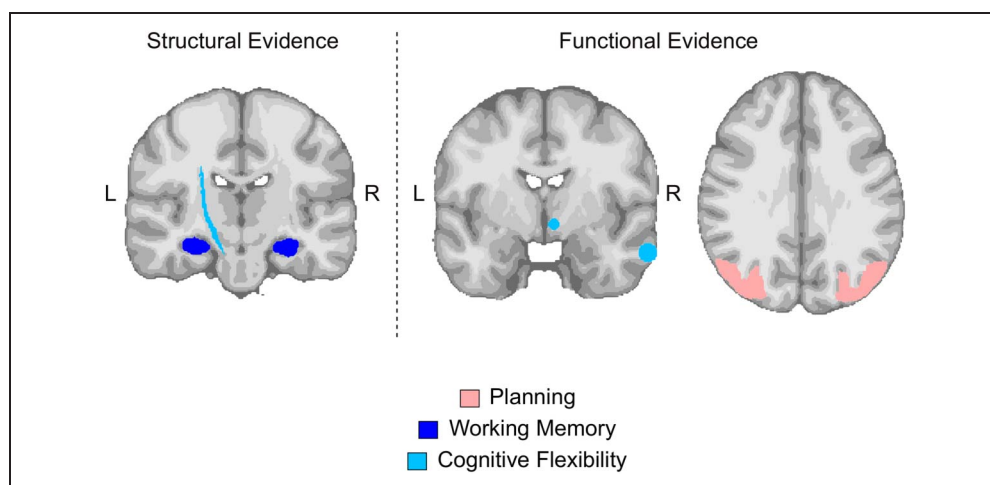 Structural Evidence
Functional Evidence
L
R
L
R
Planning
Working Memory
Cognitive Flexibility